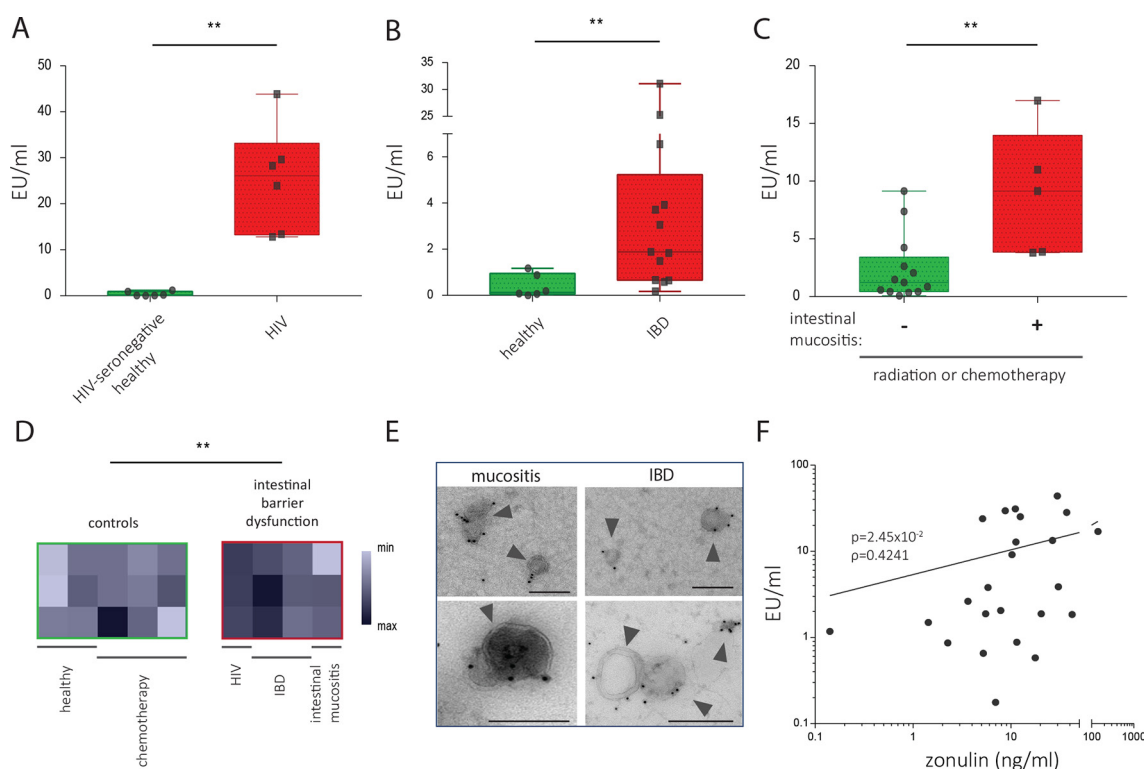 A
**
EU/ml
50
40
30
20
10
0
HIV-seronegative
healthy
HIV
B
**
EU/ml
35
30
25
6
4
2
0
healthy
IBD
C
**
EU/ml
20
15
10
5
0
intestinal
mucositis:
-
+
radiation or chemotherapy
D
**
controls
intestinal
barrier
dysfunction
min
max
healthy
chemotherapy
HIV
IBD
intestinal
mucositis
E
mucositis
IBD
F
EU/ml
100
10
1
0.1
p=2.45x10-2
ρ=0.4241
0.1
1
10
100
1000
zonulin (ng/ml)